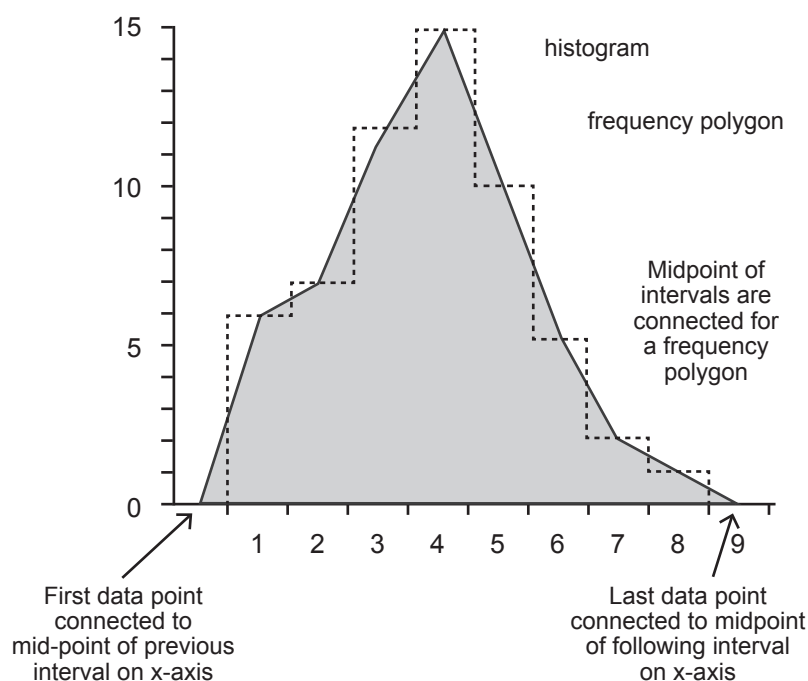 15
histogram
frequency polygon
10
Midpoint of
intervals are
connected for
a frequency
polygon
5
0
1 2 3 4 5 6 7 8 9
First data point
connected to
mid-point of previous
interval on x-axis
Last data point
connected to midpoint
of following interval
on x-axis